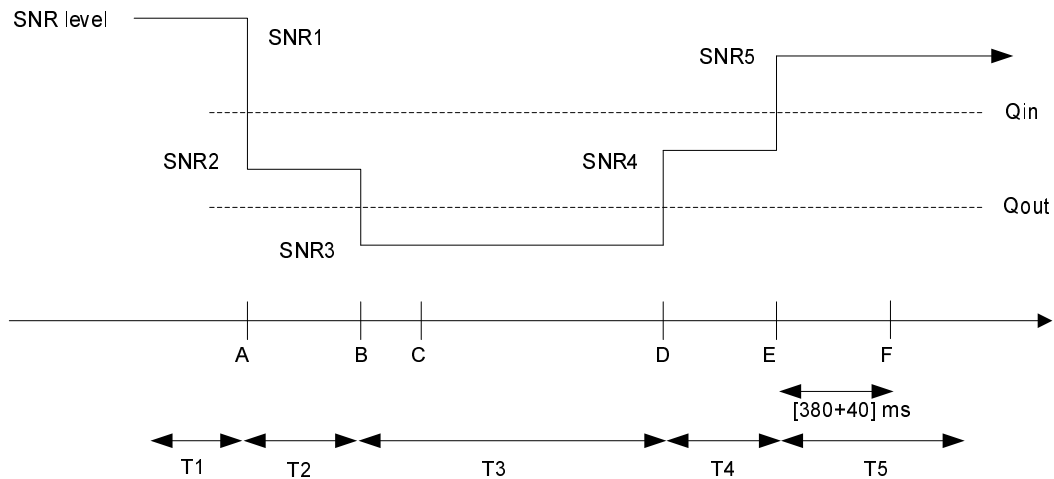 SNR level
SNR1
SNR5
Qin
SNR2
SNR4
Qout
SNR3
A B C D E F
[380+40] ms
T1 T2 T3 T4 T5